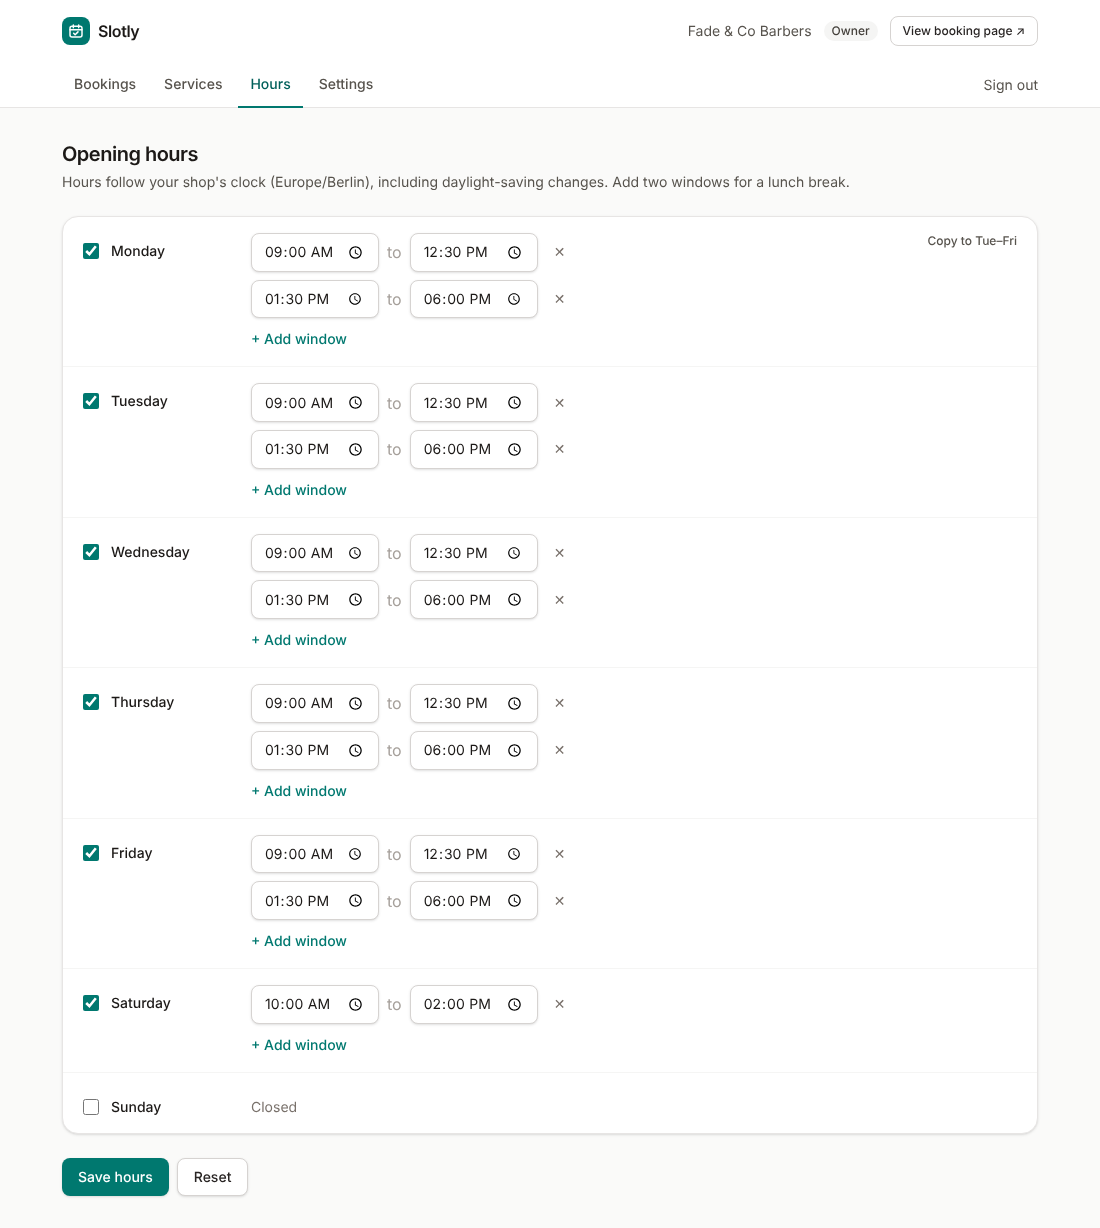 Slotly
Fade & Co Barbers Owner View booking page ↗
Bookings Services Hours Settings Sign out
Opening hours
Hours follow your shop's clock (Europe/Berlin), including daylight-saving changes. Add two windows for a lunch break.
Monday 09:00 AM to 12:30 PM × Copy to Tue–Fri
01:30 PM to 06:00 PM ×
+ Add window
Tuesday 09:00 AM to 12:30 PM ×
01:30 PM to 06:00 PM ×
+ Add window
Wednesday 09:00 AM to 12:30 PM ×
01:30 PM to 06:00 PM ×
+ Add window
Thursday 09:00 AM to 12:30 PM ×
01:30 PM to 06:00 PM ×
+ Add window
Friday 09:00 AM to 12:30 PM ×
01:30 PM to 06:00 PM ×
+ Add window
Saturday 10:00 AM to 02:00 PM ×
+ Add window
Sunday Closed
Save hours Reset